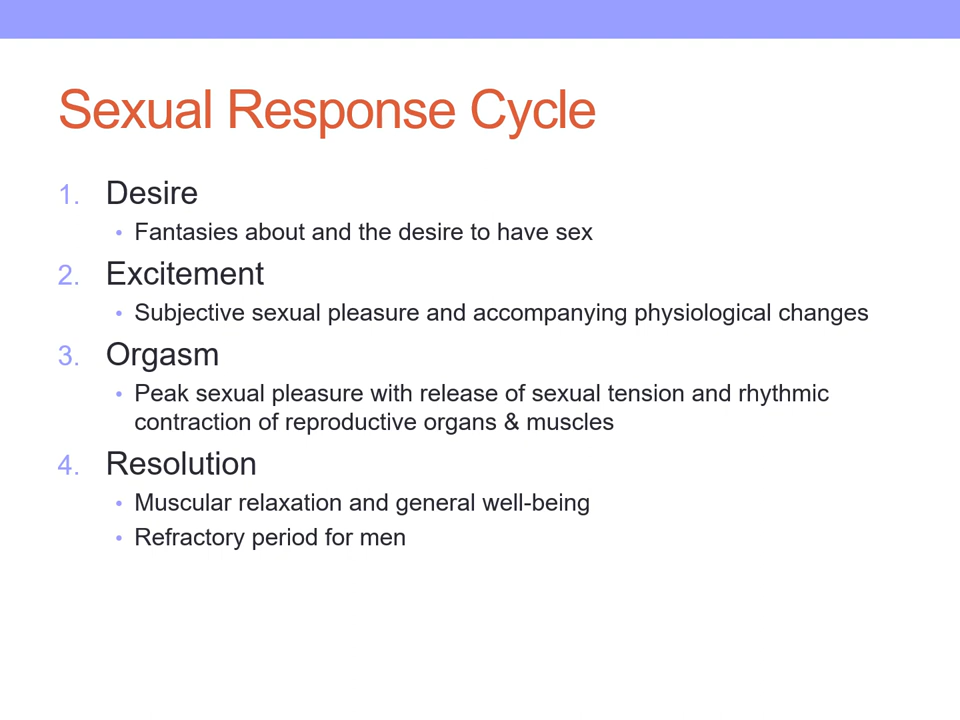 Sexual Response Cycle
1. Desire
• Fantasies about and the desire to have sex
2. Excitement
• Subjective sexual pleasure and accompanying physiological changes
3. Orgasm
• Peak sexual pleasure with release of sexual tension and rhythmic
contraction of reproductive organs & muscles
4. Resolution
• Muscular relaxation and general well-being
• Refractory period for men